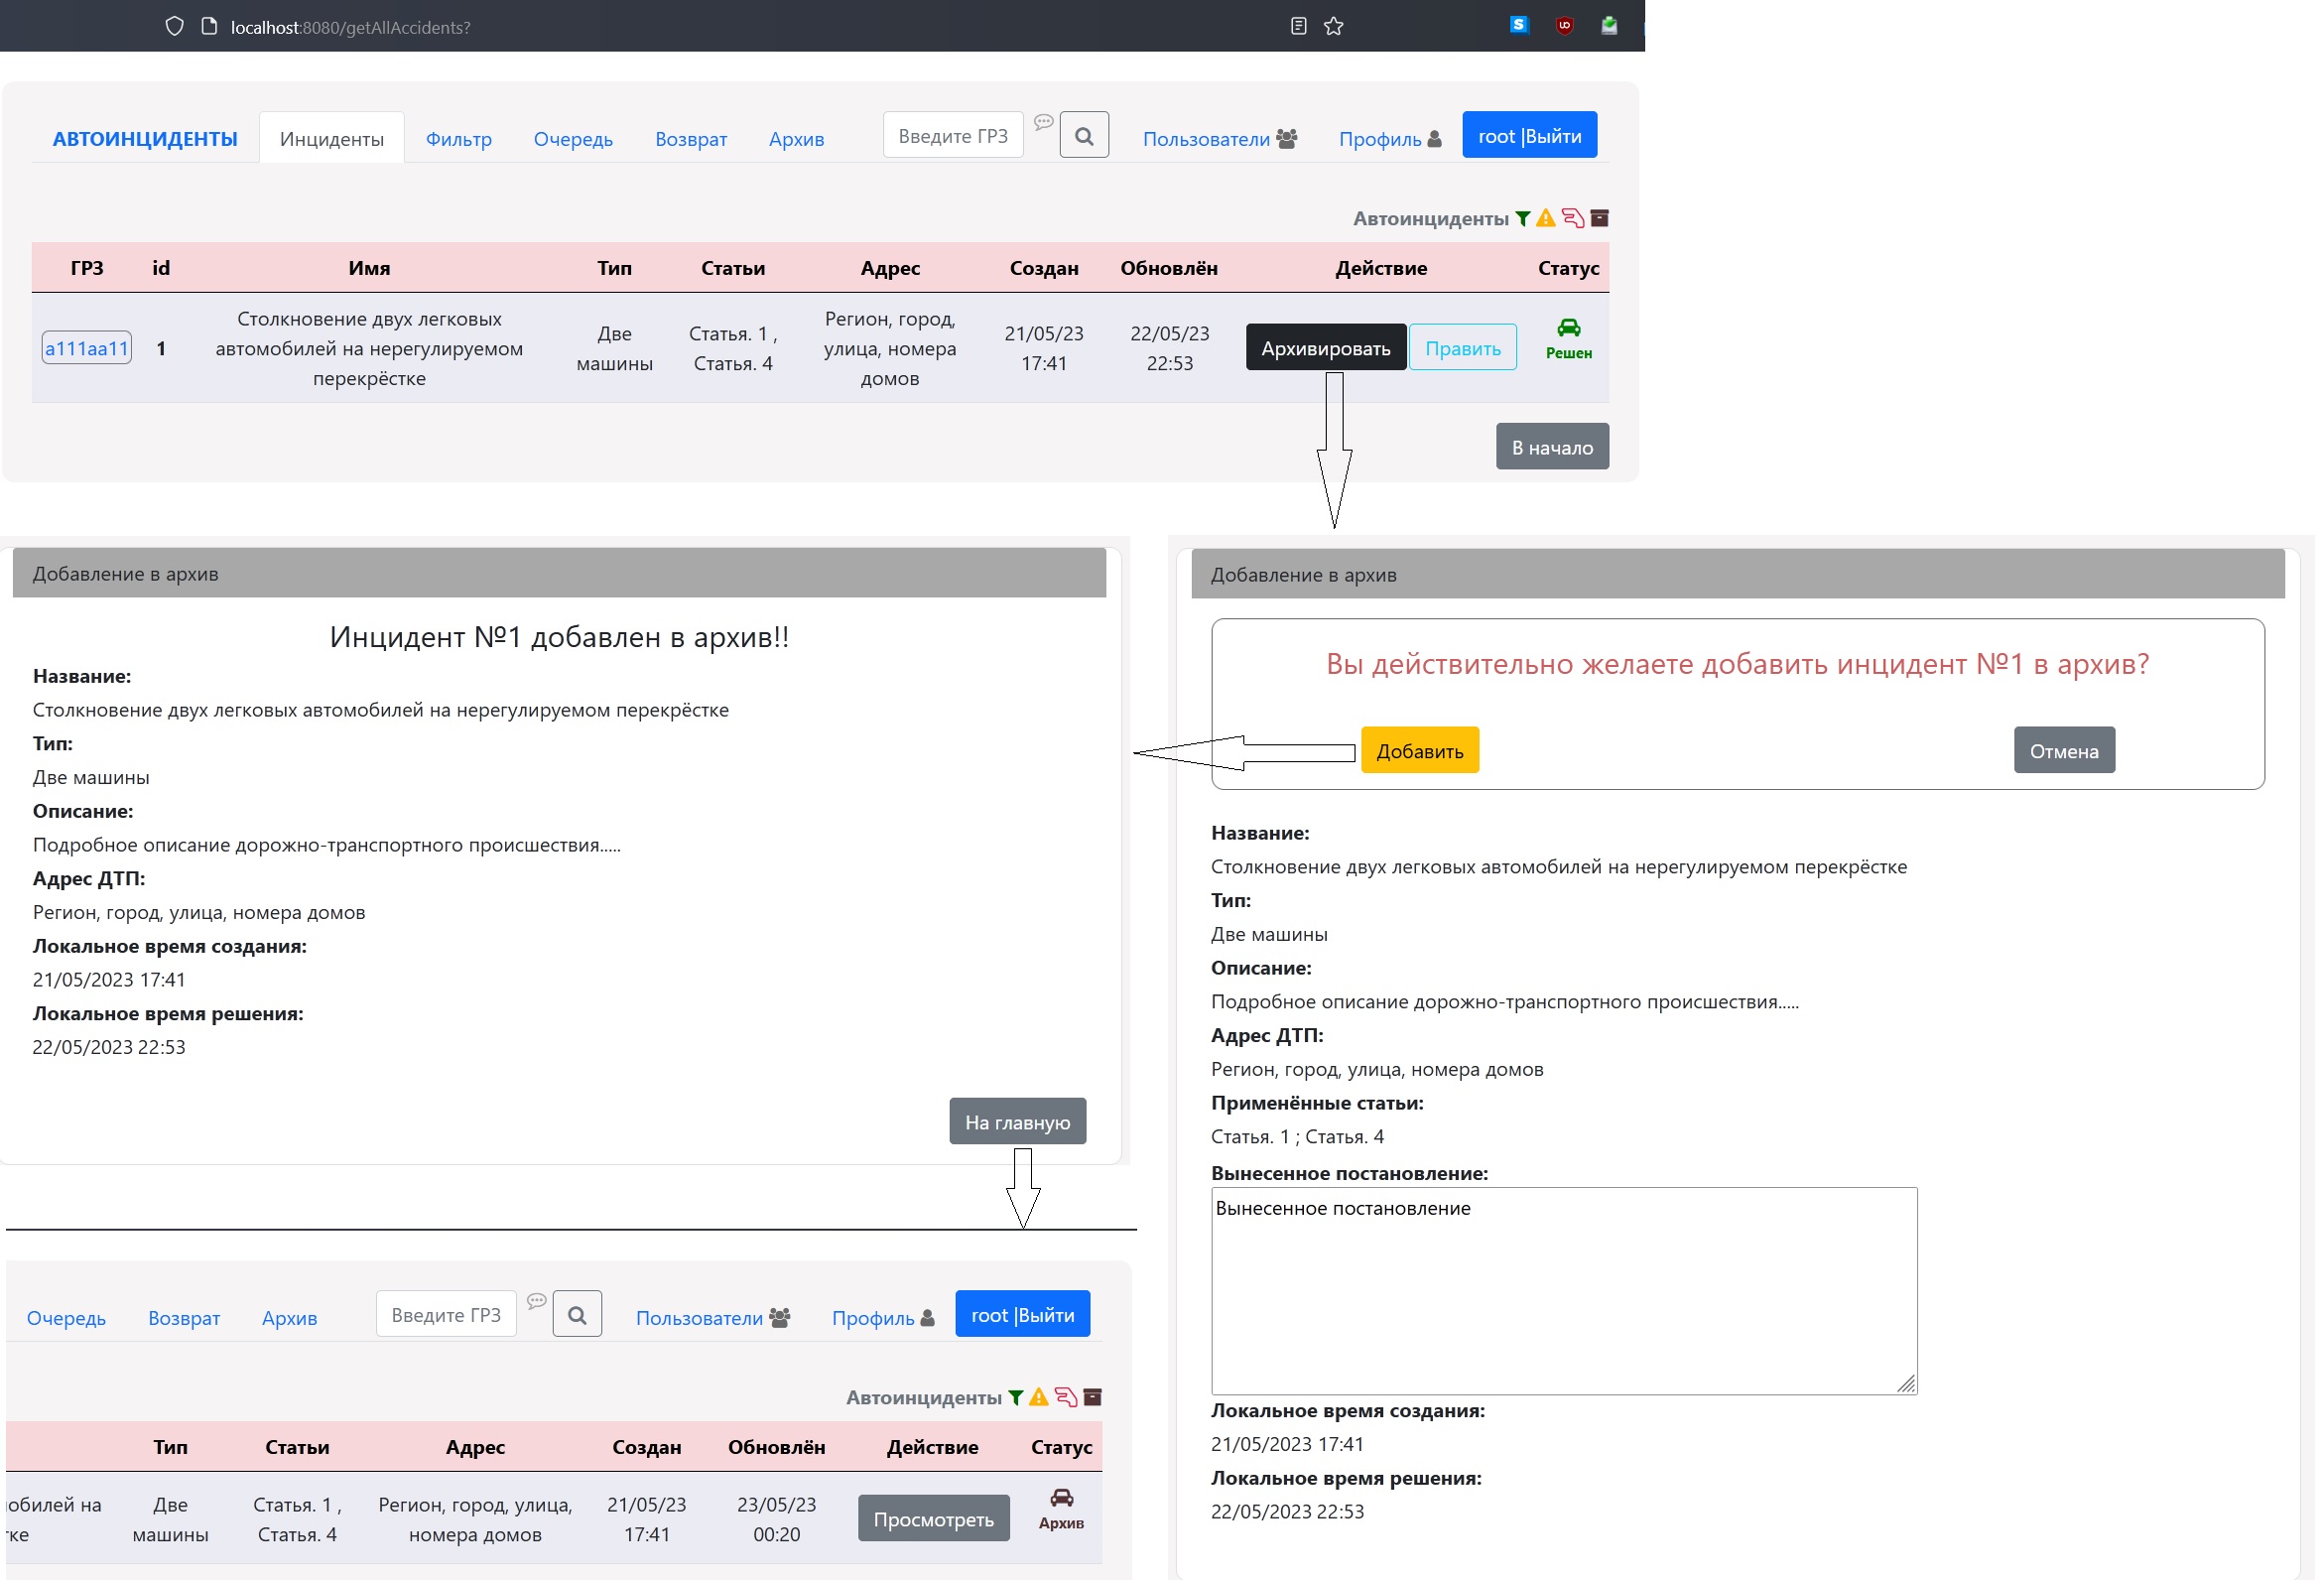 localhost:8080/getAllAccidents?
АВТОИНЦИДЕНТЫ Инциденты Фильтр Очередь Возврат Архив Введите ГРЗ Пользователи Профиль root |Выйти
Автоинциденты
ГРЗ id Имя Тип Статьи Адрес Создан Обновлён Действие Статус
a111aa11 1 Столкновение двух легковых автомобилей на нерегулируемом перекрёстке Две машины Статья. 1 , Статья. 4 Регион, город, улица, номера домов 21/05/23 17:41 22/05/23 22:53 Архивировать Править Решен
В начало
Добавление в архив
Вы действительно желаете добавить инцидент №1 в архив?
Добавить Отмена
Название:
Столкновение двух легковых автомобилей на нерегулируемом перекрёстке
Тип:
Две машины
Описание:
Подробное описание дорожно-транспортного происшествия.....
Адрес ДТП:
Регион, город, улица, номера домов
Применённые статьи:
Статья. 1 ; Статья. 4
Вынесенное постановление:
Вынесенное постановление
Локальное время создания:
21/05/2023 17:41
Локальное время решения:
22/05/2023 22:53
Добавление в архив
Инцидент №1 добавлен в архив!!
Название:
Столкновение двух легковых автомобилей на нерегулируемом перекрёстке
Тип:
Две машины
Описание:
Подробное описание дорожно-транспортного происшествия.....
Адрес ДТП:
Регион, город, улица, номера домов
Локальное время создания:
21/05/2023 17:41
Локальное время решения:
22/05/2023 22:53
На главную
Очередь Возврат Архив Введите ГРЗ Пользователи Профиль root |Выйти
Автоинциденты
Тип Статьи Адрес Создан Обновлён Действие Статус
обилей на Две Статья. 1 , Регион, город, улица, 21/05/23 23/05/23 Просмотреть Архив
ке машины Статья. 4 номера домов 17:41 00:20